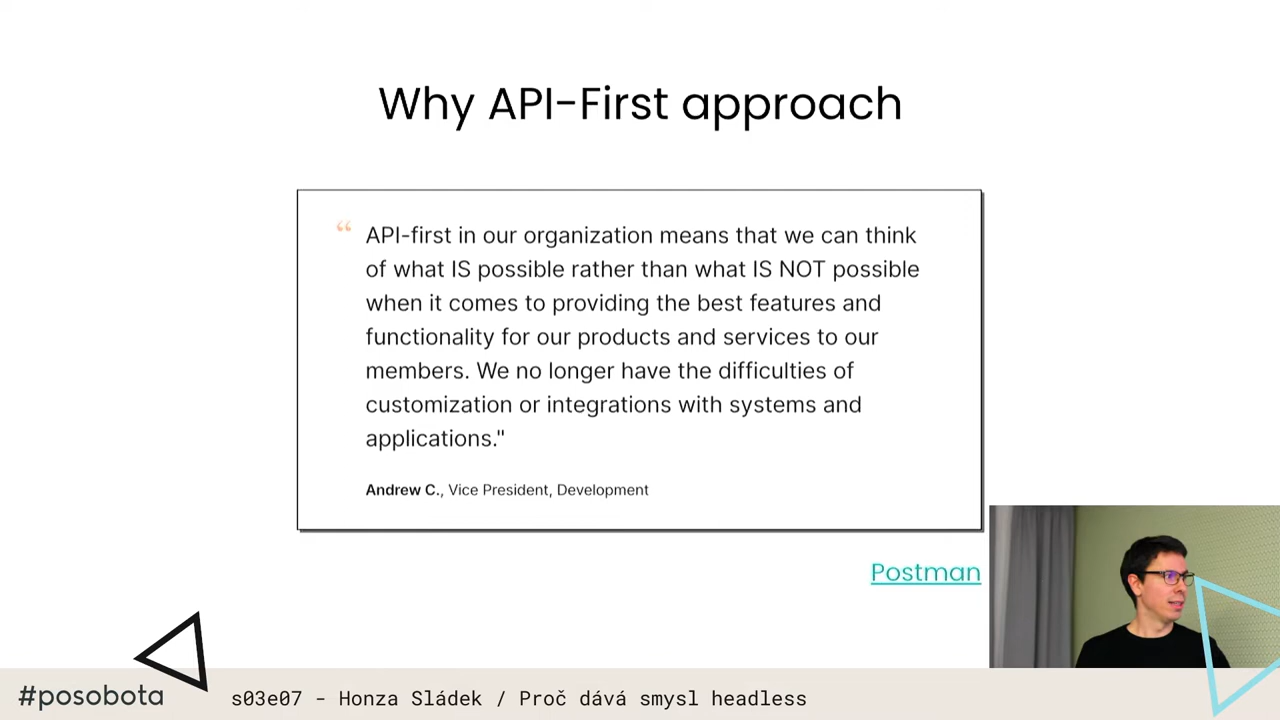 Why API-First approach
“ API-first in our organization means that we can think
of what IS possible rather than what IS NOT possible
when it comes to providing the best features and
functionality for our products and services to our
members. We no longer have the difficulties of
customization or integrations with systems and
applications."
Andrew C., Vice President, Development
Postman
#posobota
s03e07 - Honza Sládek / Proč dává smysl headless